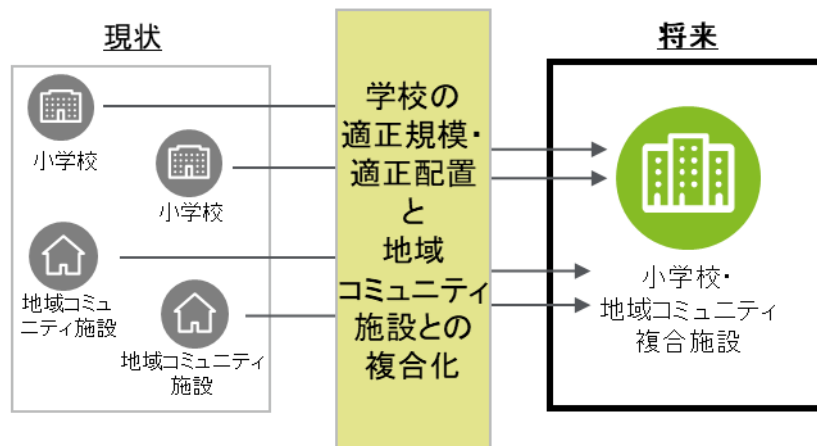 現状
小学校
小学校
地域コミュ
ニティ施設
地域コミュニティ
施設
学校の
適正規模・
適正配置
と
地域
コミュニティ
施設との
複合化
将来
小学校・
地域コミュニティ
複合施設